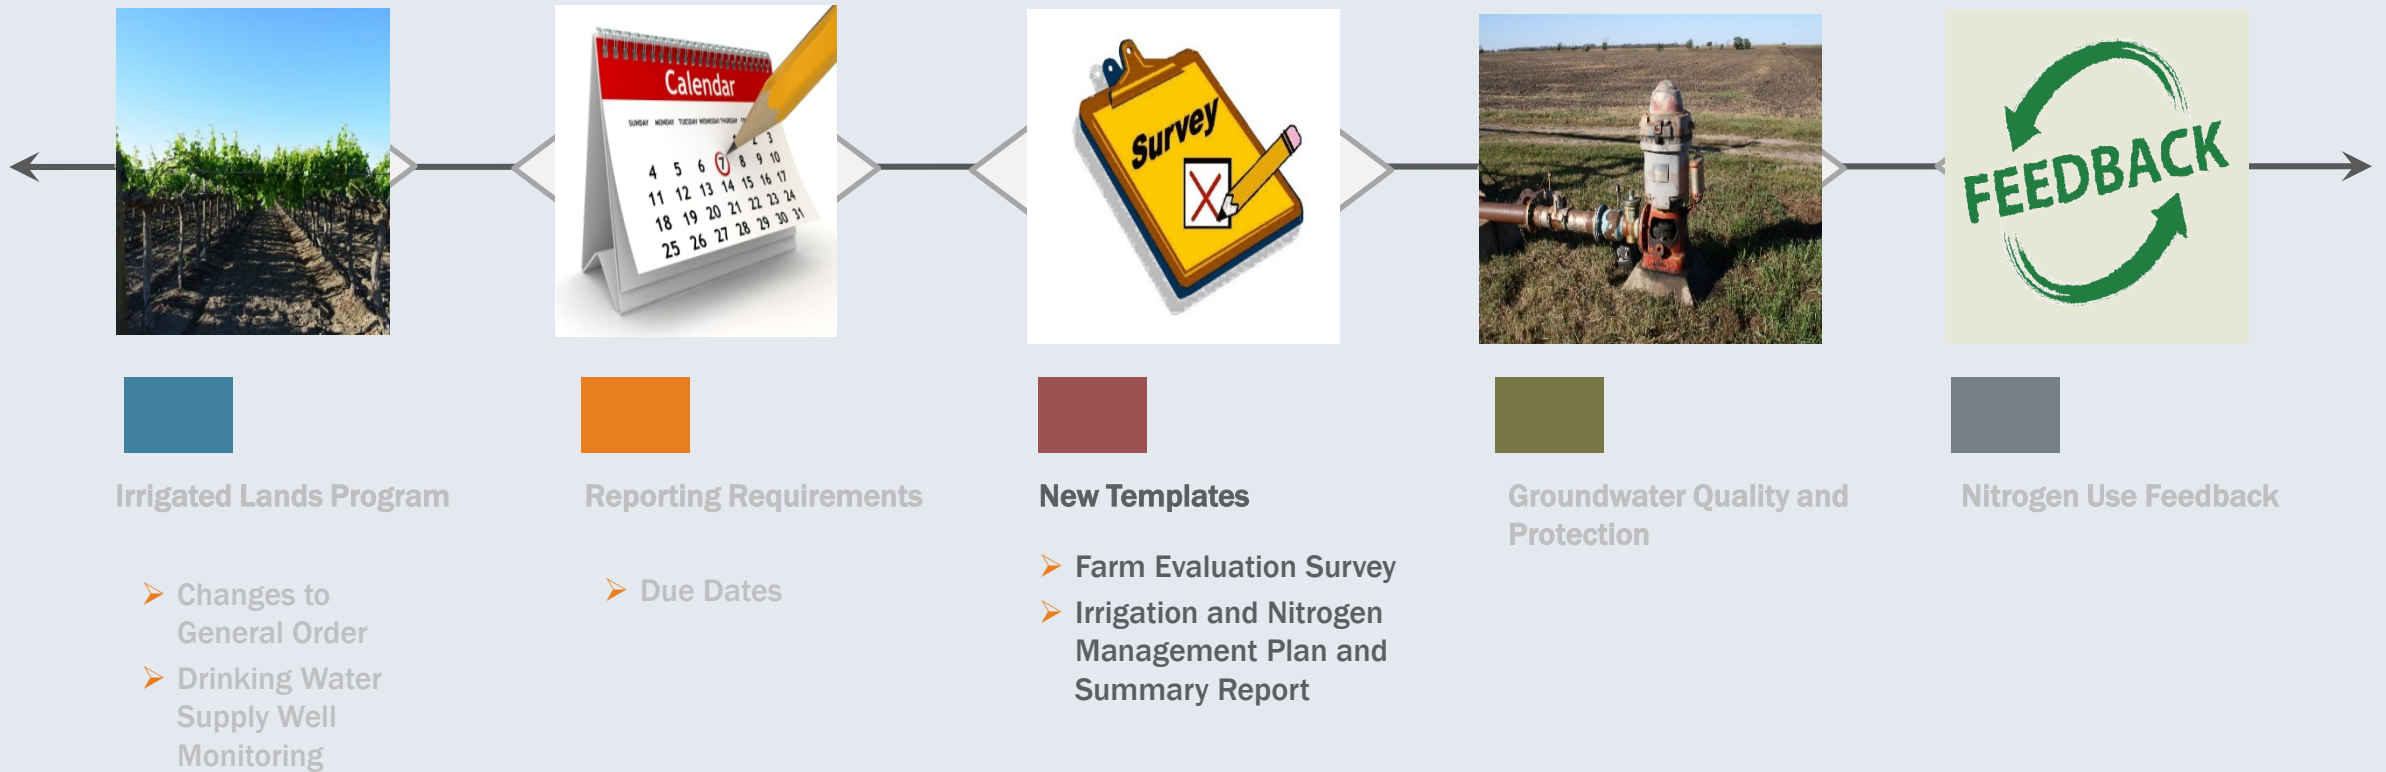 Calendar
SUNDAY MONDAY TUESDAY WEDNESDAY THURSDAY
1 2 3
4 5 6 7 8 9 10
11 12 13 14 15 16 17
18 19 20 21 22 23 24
25 26 27 28 29 30 31
Survey
FEEDBACK
Irrigated Lands Program
Changes to
General Order
Drinking Water
Supply Well
Monitoring
Reporting Requirements
Due Dates
New Templates
Farm Evaluation Survey
Irrigation and Nitrogen
Management Plan and
Summary Report
Groundwater Quality and
Protection
Nitrogen Use Feedback